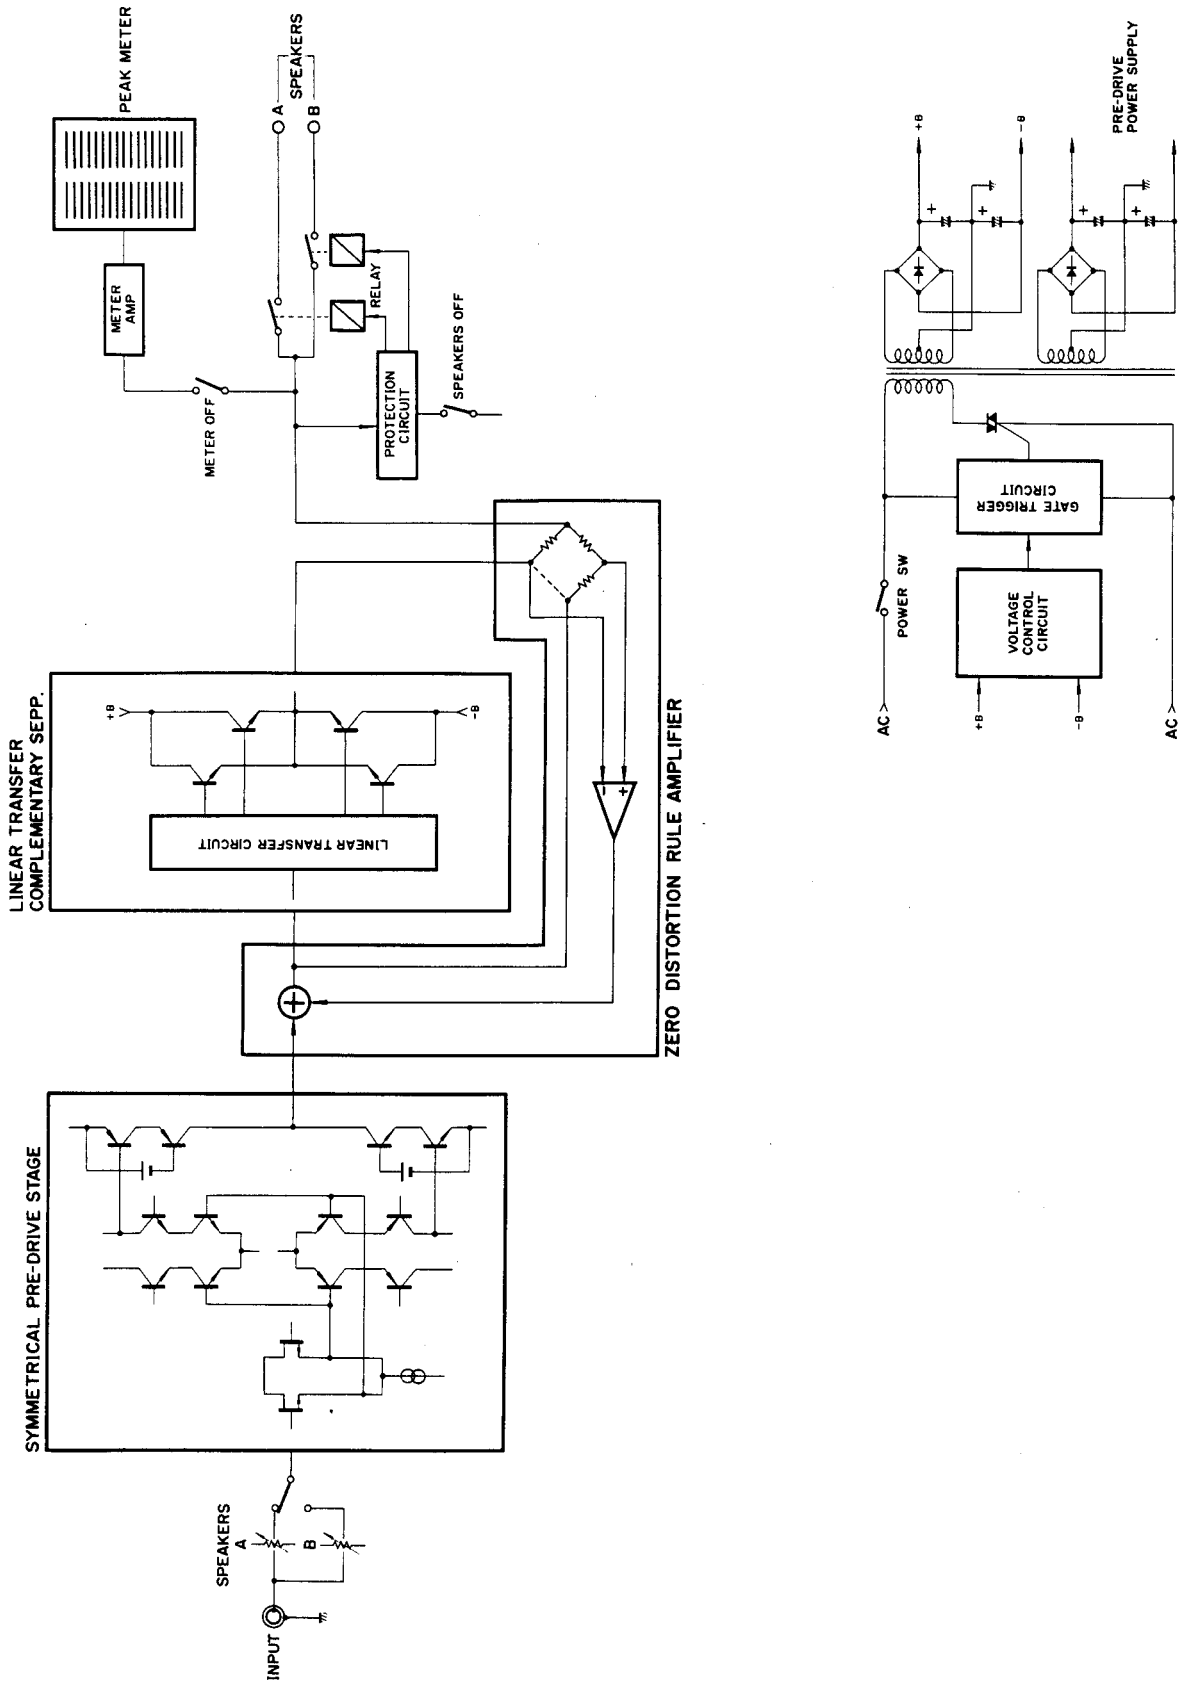 INPUT
SPEAKERS
A
B
SYMMETRICAL PRE-DRIVE STAGE
LINEAR TRANSFER
COMPLEMENTARY SEPP.
LINEAR TRANSFER CIRCUIT
+B
-B
+
-
+
ZERO DISTORTION RULE AMPLIFIER
METER OFF
METER
AMP
PEAK METER
PROTECTION
CIRCUIT
SPEAKERS OFF
RELAY
A
B
SPEAKERS
AC
+B
-B
AC
POWER SW
VOLTAGE
CONTROL
CIRCUIT
GATE TRIGGER
CIRCUIT
+
+
+B
-B
+
+
PRE-DRIVE
POWER SUPPLY